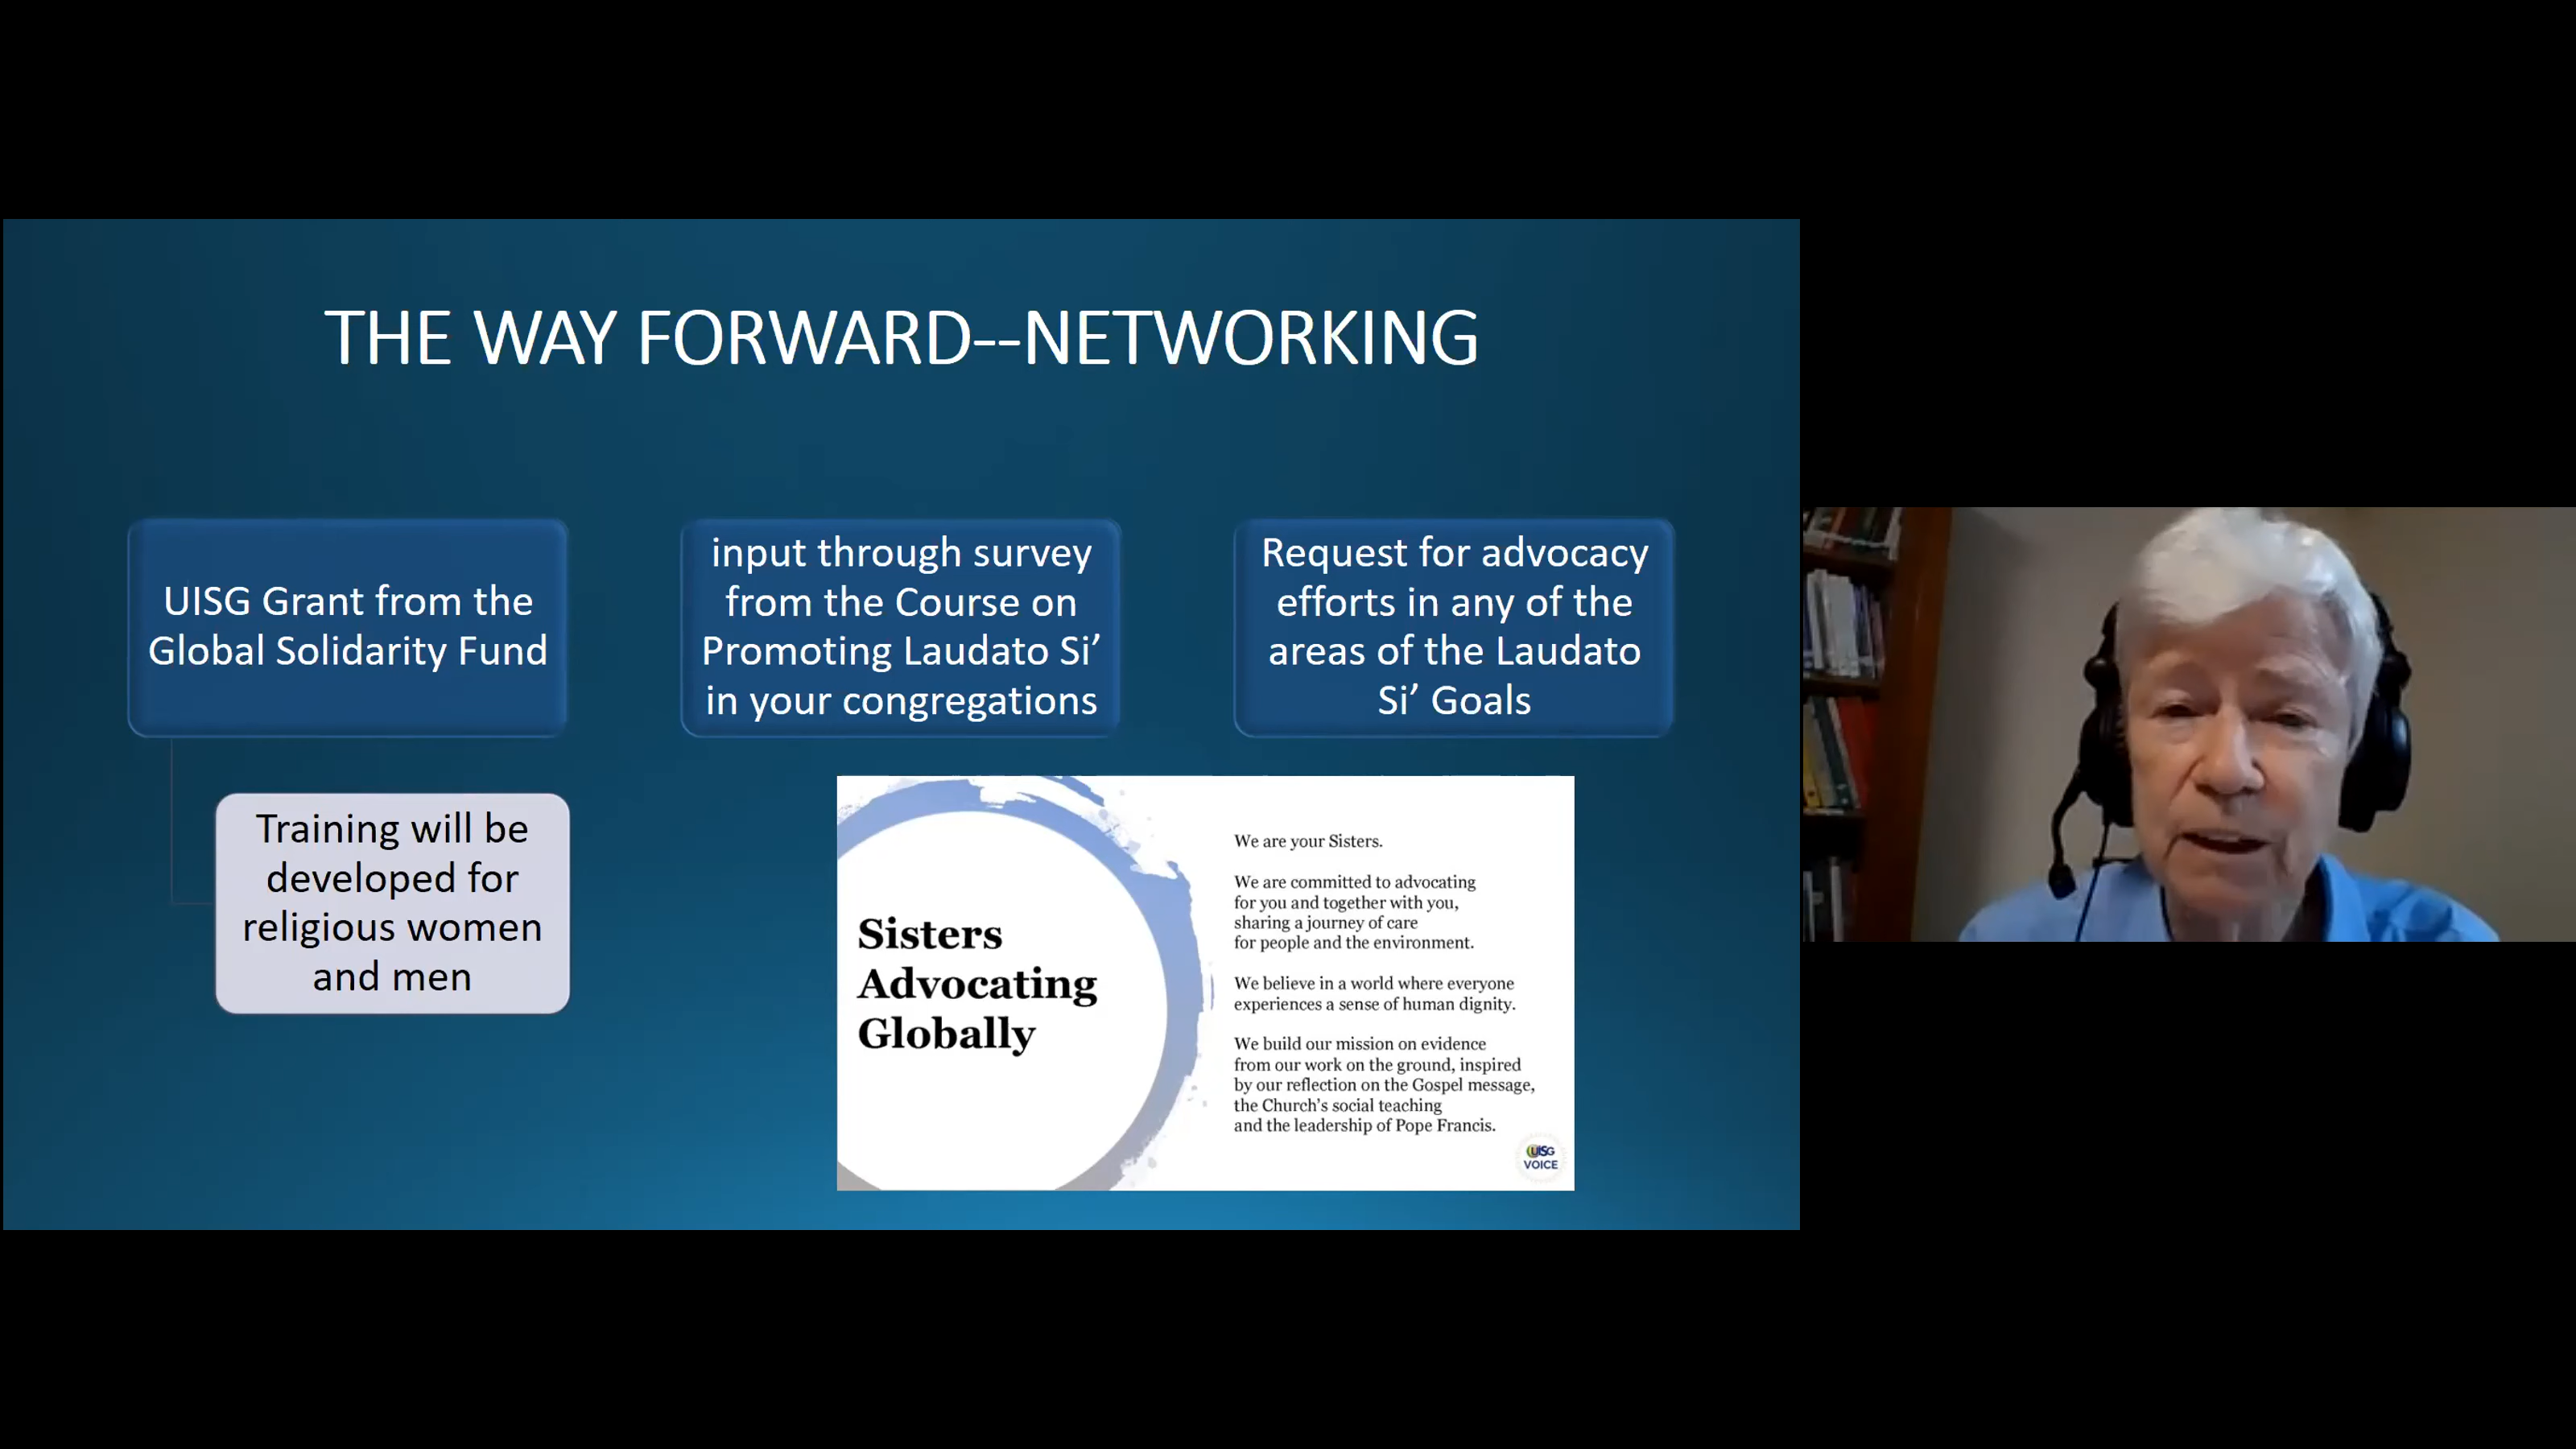 THE WAY FORWARD--NETWORKING
UISG Grant from the
Global Solidarity Fund
Training will be
developed for
religious women
and men
input through survey
from the Course on
Promoting Laudato Si’
in your congregations
Request for advocacy
efforts in any of the
areas of the Laudato
Si’ Goals
Sisters
Advocating
Globally
We are your Sisters.
We are committed to advocating
for you and together with you,
sharing a journey of care
for people and the environment.
We believe in a world where everyone
experiences a sense of human dignity.
We build our mission on evidence
from our work on the ground, inspired
by our reflection on the Gospel message,
the Church’s social teaching
and the leadership of Pope Francis.
UISG
VOICE